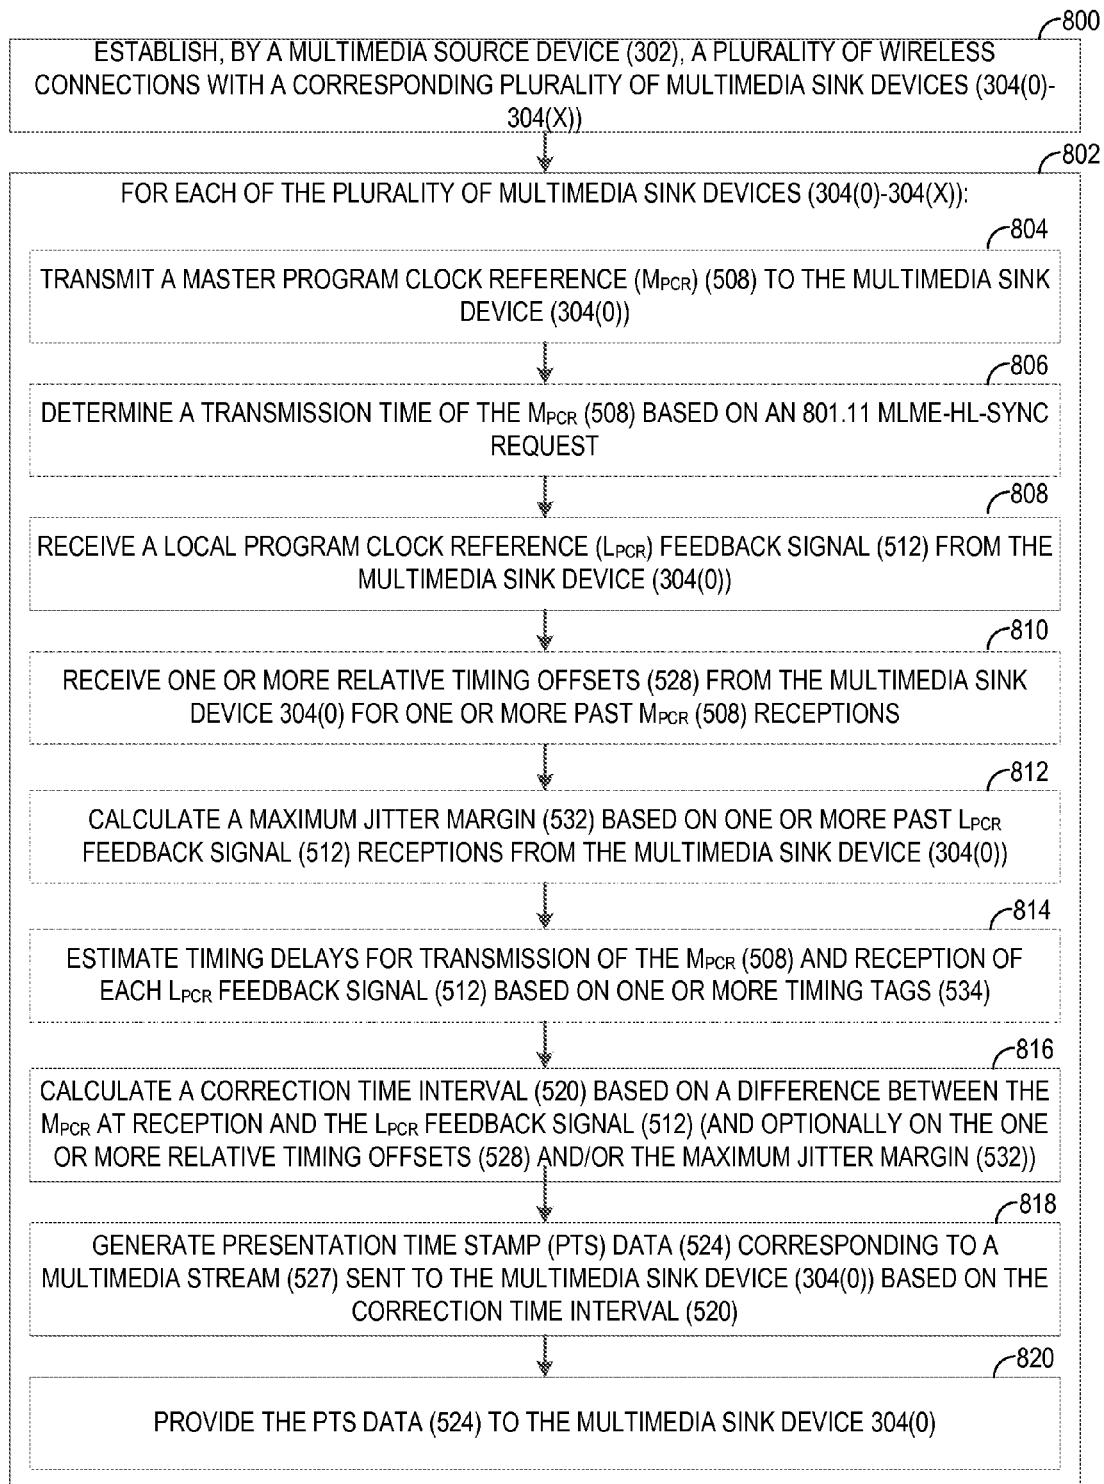 800
ESTABLISH, BY A MULTIMEDIA SOURCE DEVICE (302), A PLURALITY OF WIRELESS
CONNECTIONS WITH A CORRESPONDING PLURALITY OF MULTIMEDIA SINK DEVICES (304(0)-
304(X))
802
FOR EACH OF THE PLURALITY OF MULTIMEDIA SINK DEVICES (304(0)-304(X)):
804
TRANSMIT A MASTER PROGRAM CLOCK REFERENCE (MPCR) (508) TO THE MULTIMEDIA SINK
DEVICE (304(0))
806
DETERMINE A TRANSMISSION TIME OF THE MPCR (508) BASED ON AN 801.11 MLME-HL-SYNC
REQUEST
808
RECEIVE A LOCAL PROGRAM CLOCK REFERENCE (LPCR) FEEDBACK SIGNAL (512) FROM THE
MULTIMEDIA SINK DEVICE (304(0))
810
RECEIVE ONE OR MORE RELATIVE TIMING OFFSETS (528) FROM THE MULTIMEDIA SINK
DEVICE 304(0) FOR ONE OR MORE PAST MPCR (508) RECEPTIONS
812
CALCULATE A MAXIMUM JITTER MARGIN (532) BASED ON ONE OR MORE PAST LPCR
FEEDBACK SIGNAL (512) RECEPTIONS FROM THE MULTIMEDIA SINK DEVICE (304(0))
814
ESTIMATE TIMING DELAYS FOR TRANSMISSION OF THE MPCR (508) AND RECEPTION OF
EACH LPCR FEEDBACK SIGNAL (512) BASED ON ONE OR MORE TIMING TAGS (534)
816
CALCULATE A CORRECTION TIME INTERVAL (520) BASED ON A DIFFERENCE BETWEEN THE
MPCR AT RECEPTION AND THE LPCR FEEDBACK SIGNAL (512) (AND OPTIONALLY ON THE ONE
OR MORE RELATIVE TIMING OFFSETS (528) AND/OR THE MAXIMUM JITTER MARGIN (532))
818
GENERATE PRESENTATION TIME STAMP (PTS) DATA (524) CORRESPONDING TO A
MULTIMEDIA STREAM (527) SENT TO THE MULTIMEDIA SINK DEVICE (304(0)) BASED ON THE
CORRECTION TIME INTERVAL (520)
820
PROVIDE THE PTS DATA (524) TO THE MULTIMEDIA SINK DEVICE 304(0)